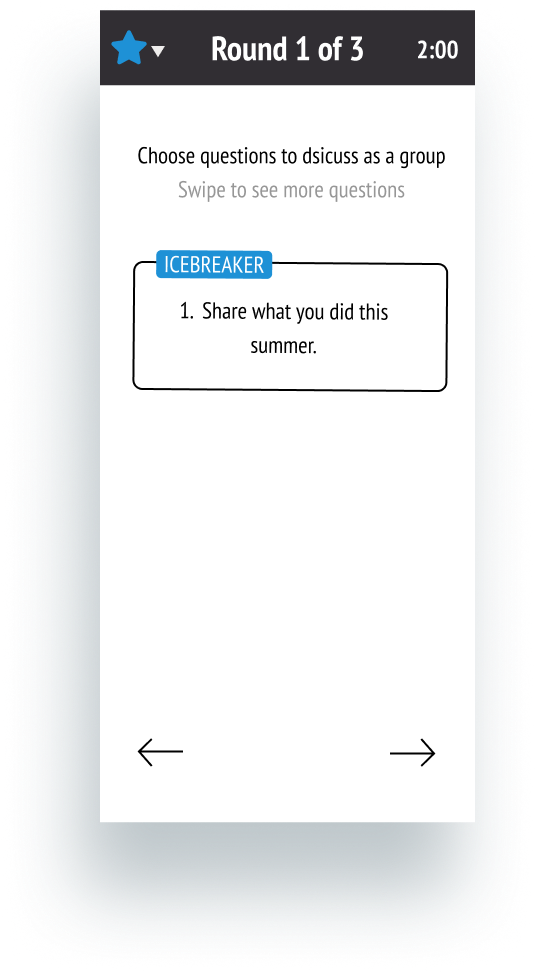 Round 1 of 3
2:00
Choose questions to dsicuss as a group
Swipe to see more questions
ICEBREAKER
1. Share what you did this
summer.